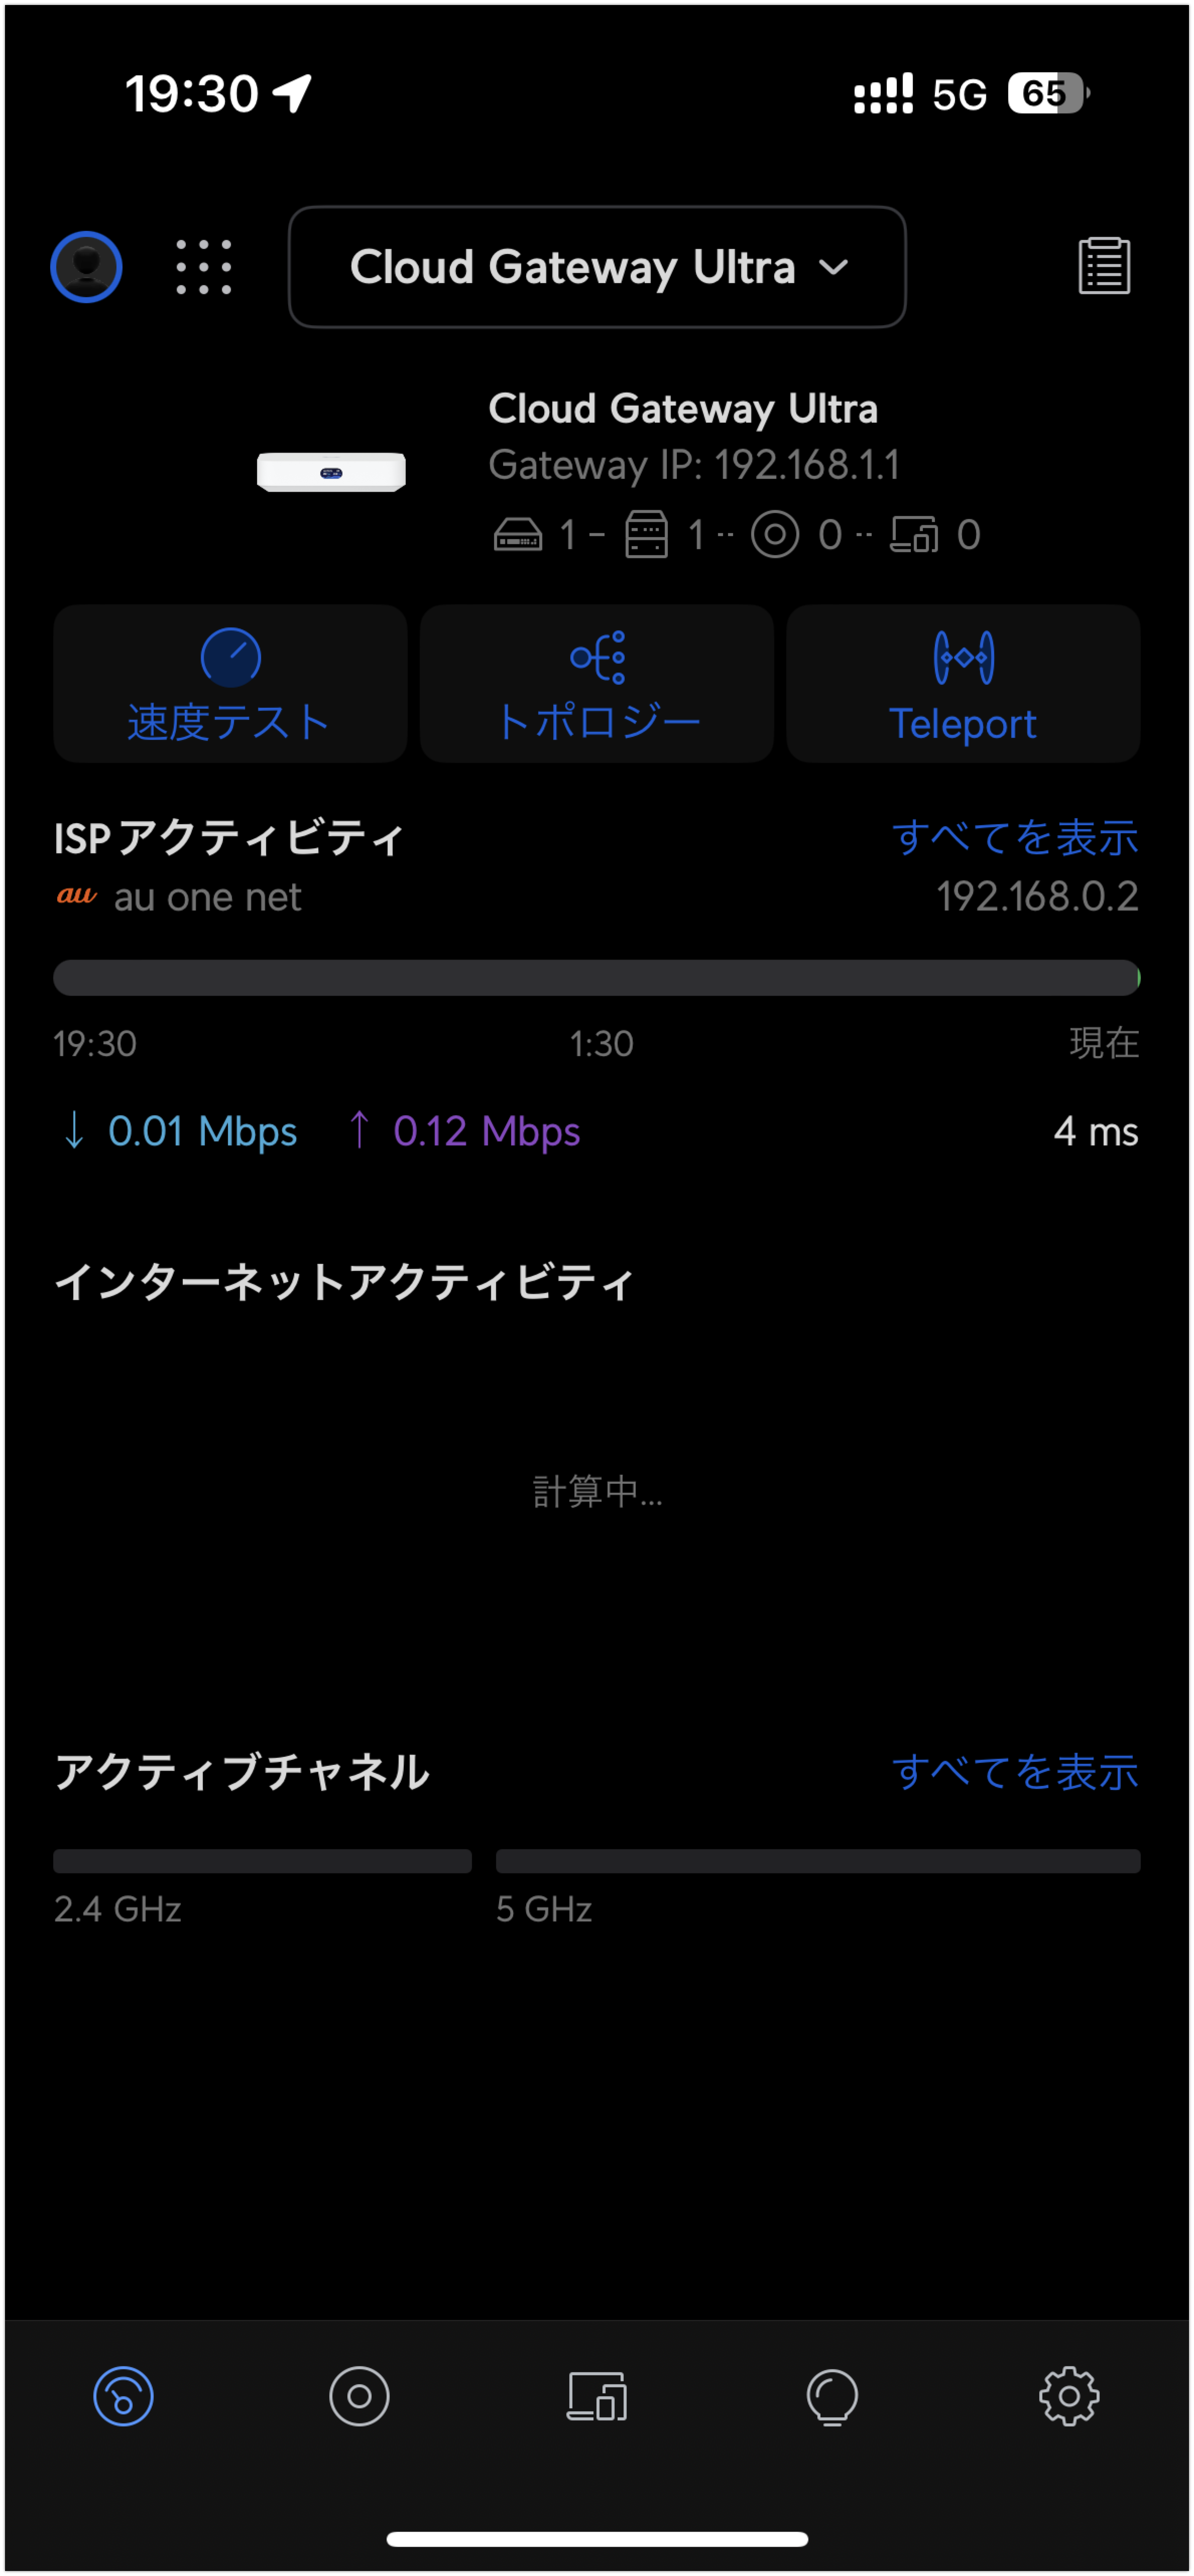 19:30 5G 65
Cloud Gateway Ultra
Cloud Gateway Ultra
Gateway IP: 192.168.1.1
1 1 0 0
速度テスト トポロジー Teleport
ISPアクティビティ すべてを表示
au au one net 192.168.0.2
19:30 1:30 現在
↓ 0.01 Mbps ↑ 0.12 Mbps 4 ms
インターネットアクティビティ
計算中...
アクティブチャネル すべてを表示
2.4 GHz 5 GHz